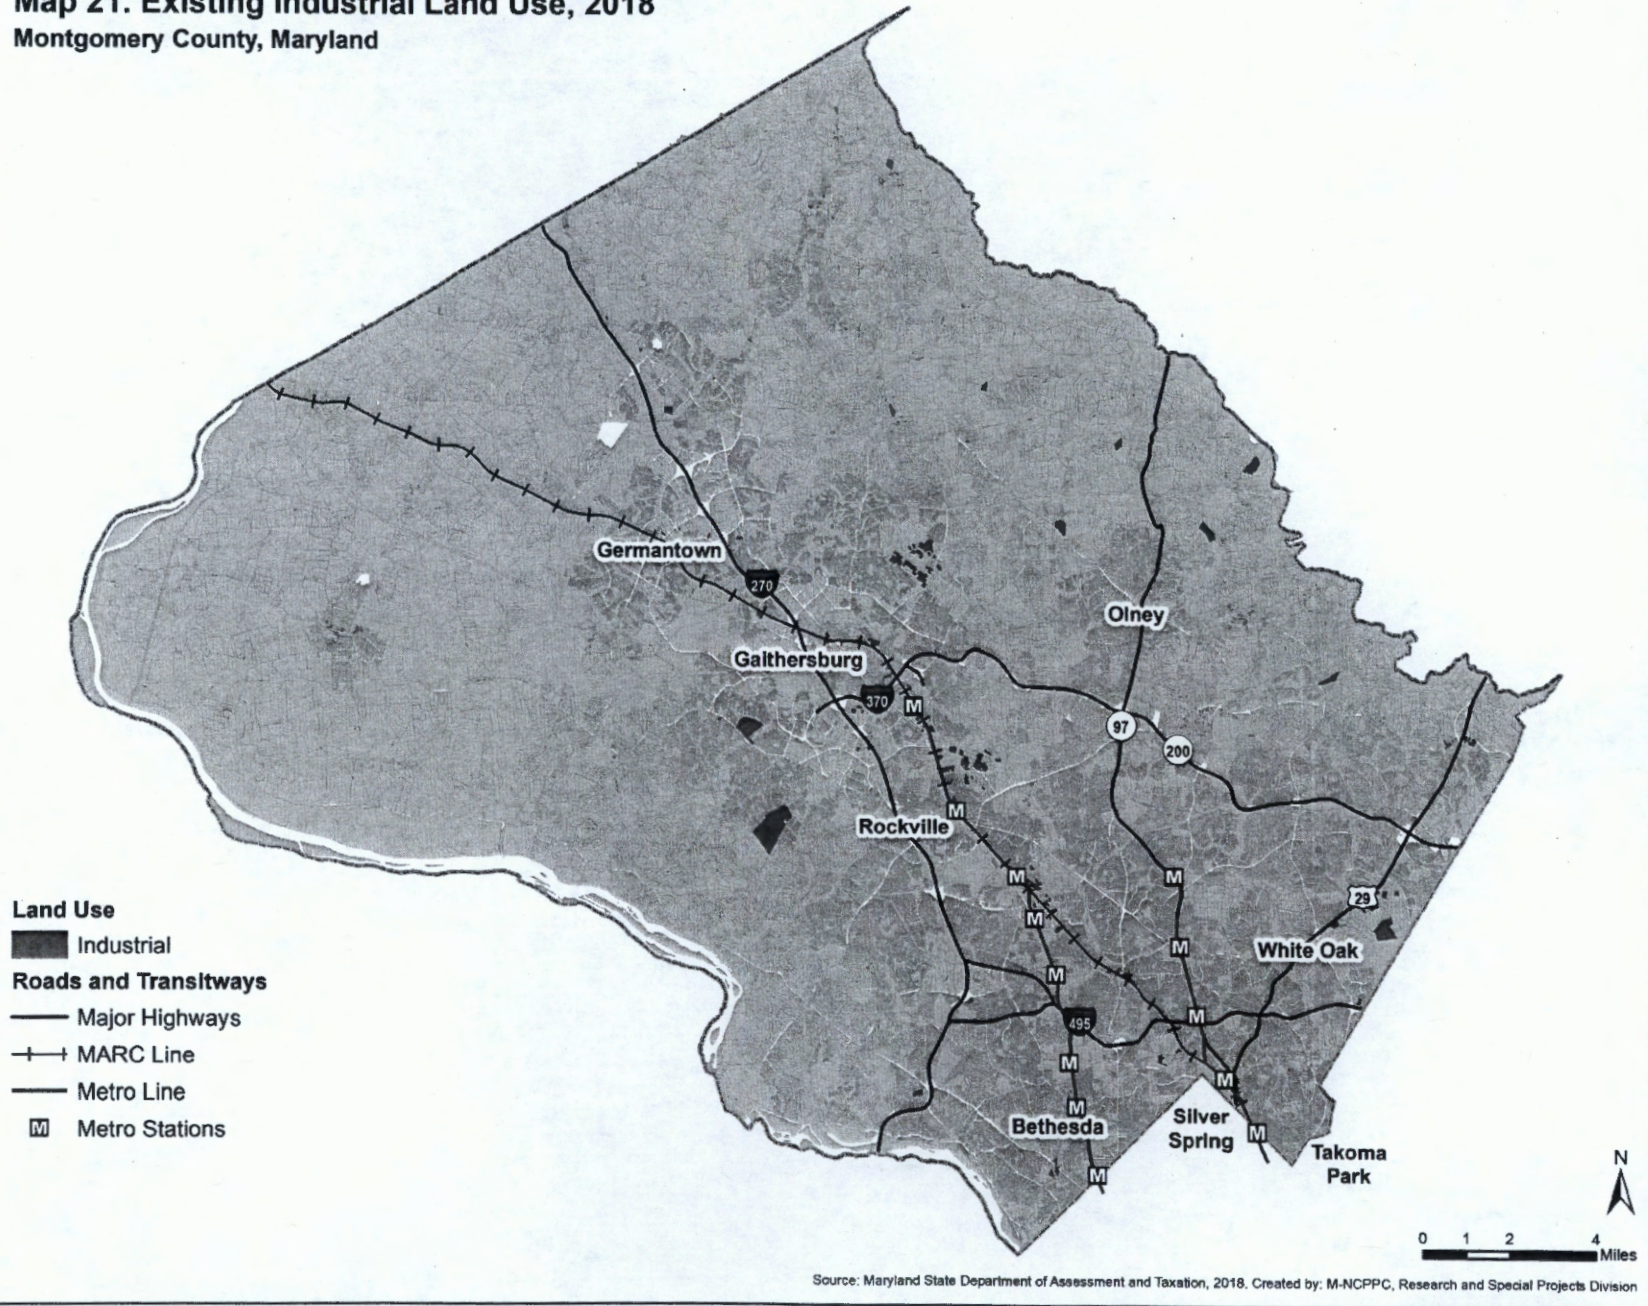 Map 21. Existing Industrial Land Use, 2018
Montgomery County, Maryland
Germantown
270
Olney
Gaithersburg
370
97
200
M
M
Rockville
M
M
29
M
M
White Oak
M
M
495
M
M
M
Bethesda
Silver
Spring
M
Takoma
Park
M
Land Use
Industrial
Roads and Transitways
Major Highways
MARC Line
Metro Line
M Metro Stations
N
0 1 2 4
Miles
Source: Maryland State Department of Assessment and Taxation, 2018. Created by: M-NCPPC, Research and Special Projects Division